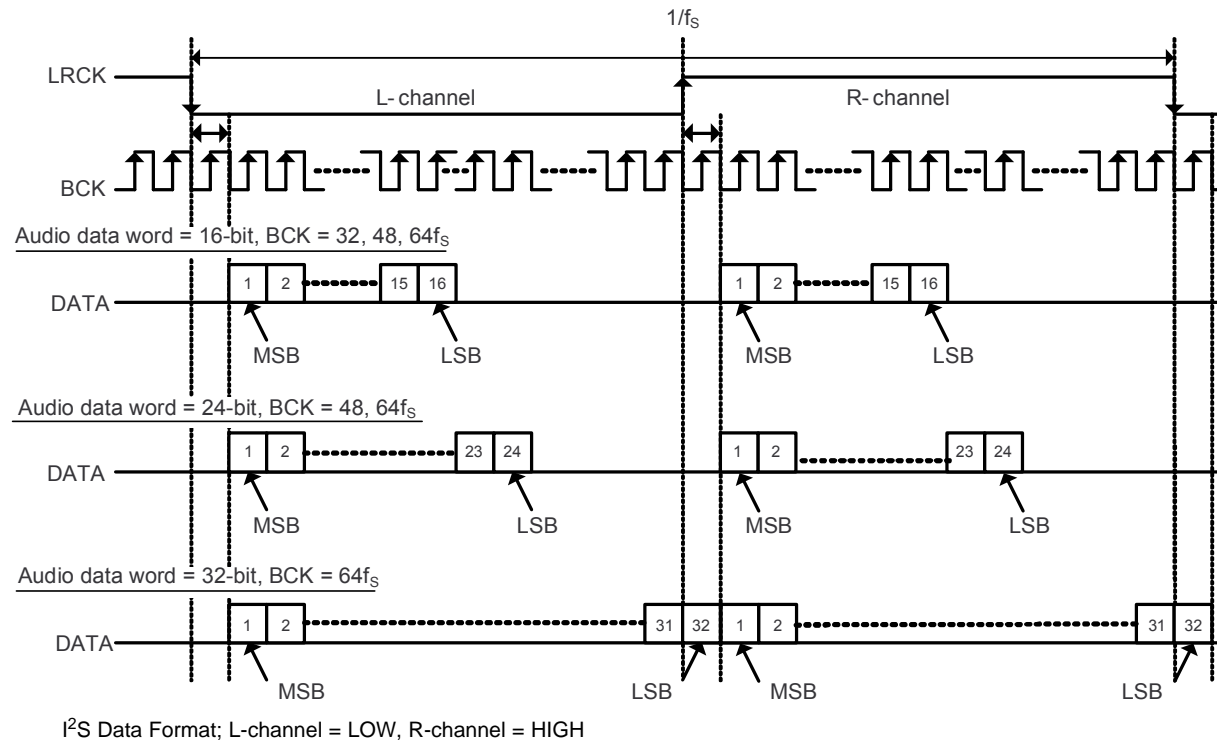 1/fS
LRCK
L- channel
R- channel
BCK
Audio data word = 16-bit, BCK = 32, 48, 64fS
DATA
1 2 15 16 1 2 15 16
MSB LSB MSB LSB
Audio data word = 24-bit, BCK = 48, 64fS
DATA
1 2 23 24 1 2 23 24
MSB LSB MSB LSB
Audio data word = 32-bit, BCK = 64fS
DATA
1 2 31 32 1 2 31 32
MSB LSB MSB LSB
I2S Data Format; L-channel = LOW, R-channel = HIGH